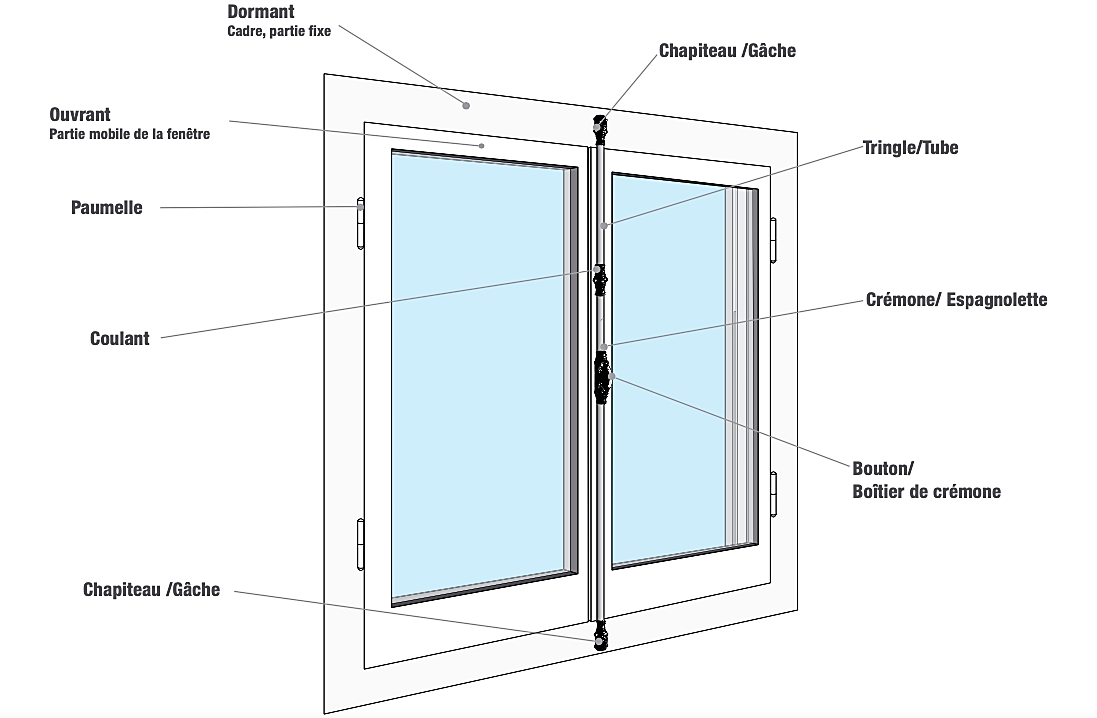 Dormant
Cadre, partie fixe
Chapiteau /Gâche
Ouvrant
Partie mobile de la fenêtre
Tringle/Tube
Paumelle
Crémone/ Espagnolette
Coulant
Bouton/
Boîtier de crémone
Chapiteau /Gâche